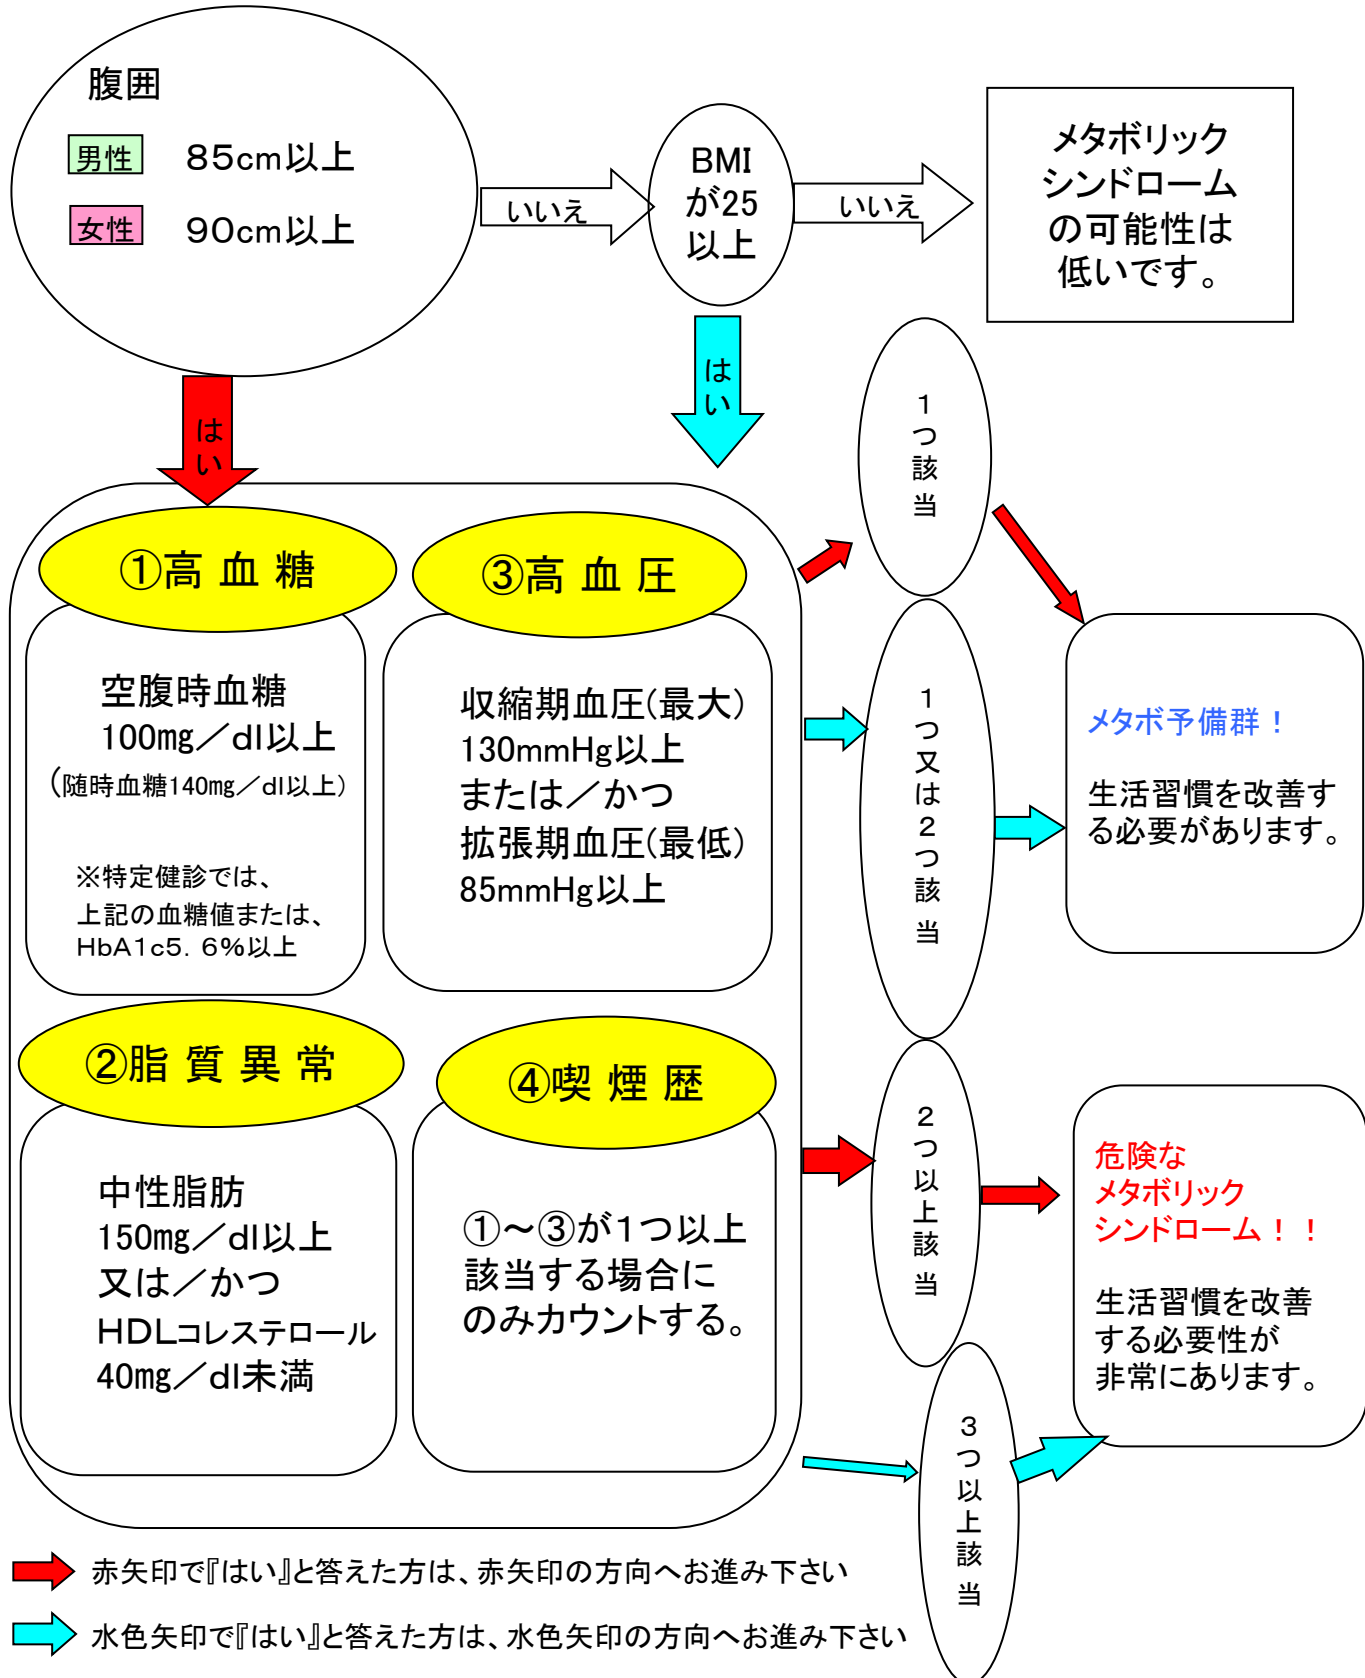 腹囲
男性 85cm以上
女性 90cm以上
いいえ
BMI
が25
以上
いいえ
メタボリック
シンドローム
の可能性は
低いです。
はい
はい
①高血糖
空腹時血糖
100㎎／dl以上
(随時血糖140㎎／dl以上)
※特定健診では、
上記の血糖値または、
HbA1c5．6%以上
③高血圧
収縮期血圧(最大)
130mmHg以上
または／かつ
拡張期血圧(最低)
85mmHg以上
②脂質異常
中性脂肪
150㎎／dl以上
又は／かつ
HDLコレステロール
40㎎／dl未満
④喫煙歴
①～③が1つ以上
該当する場合に
のみカウントする。
1つ該当
1つ又は2つ該当
メタボ予備群！
生活習慣を改善す
る必要があります。
2つ以上該当
3つ以上該当
危険な
メタボリック
シンドローム！！
生活習慣を改善
する必要性が
非常にあります。
赤矢印で『はい』と答えた方は、赤矢印の方向へお進み下さい
水色矢印で『はい』と答えた方は、水色矢印の方向へお進み下さい